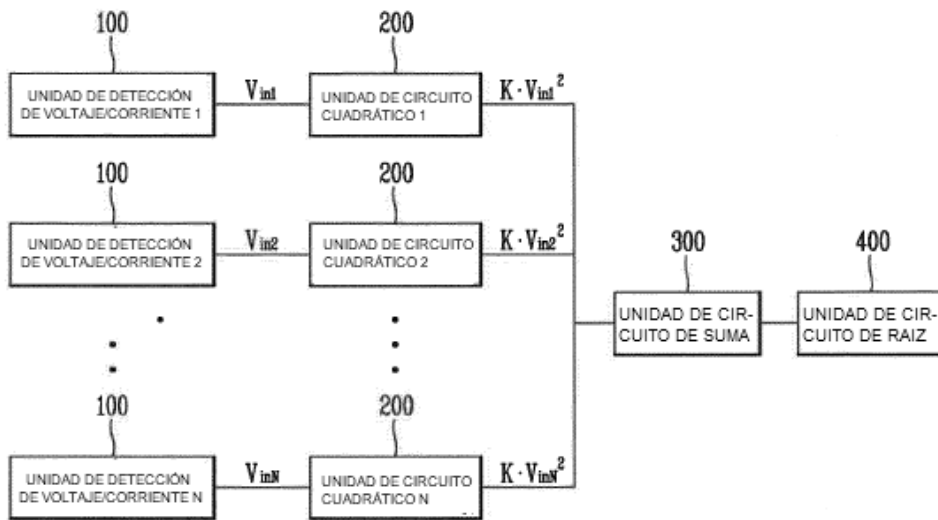 100
200
UNIDAD DE DETECCIÓN
DE VOLTAJE/CORRIENTE 1
Vin1
UNIDAD DE CIRCUITO
CUADRÁTICO 1
K · Vin1²
100
200
UNIDAD DE DETECCIÓN
DE VOLTAJE/CORRIENTE 2
Vin2
UNIDAD DE CIRCUITO
CUADRÁTICO 2
K · Vin2²
300
400
UNIDAD DE CIR-
CUITO DE SUMA
UNIDAD DE CIR-
CUITO DE RAIZ
100
200
UNIDAD DE DETECCIÓN
DE VOLTAJE/CORRIENTE N
VinN
UNIDAD DE CIRCUITO
CUADRÁTICO N
K · VinN²